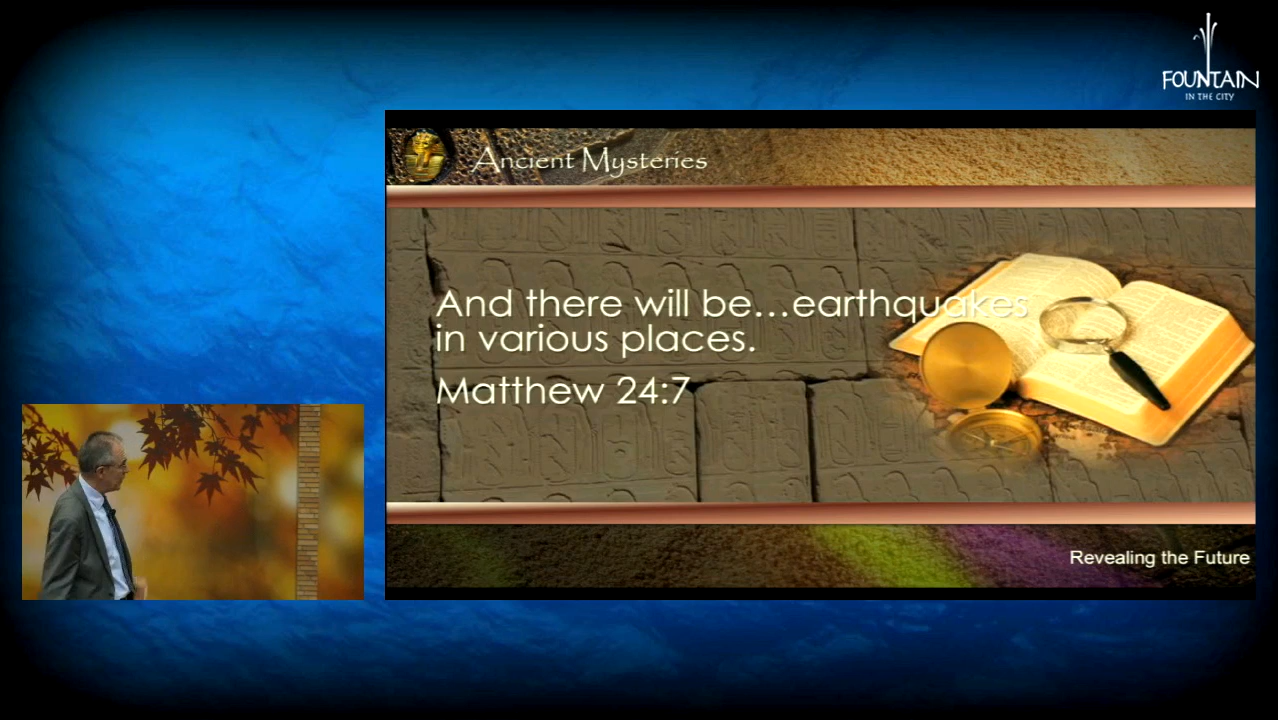 FOUNTAIN
IN THE CITY
Ancient Mysteries
And there will be…earthquakes
in various places.
Matthew 24:7
Revealing the Future